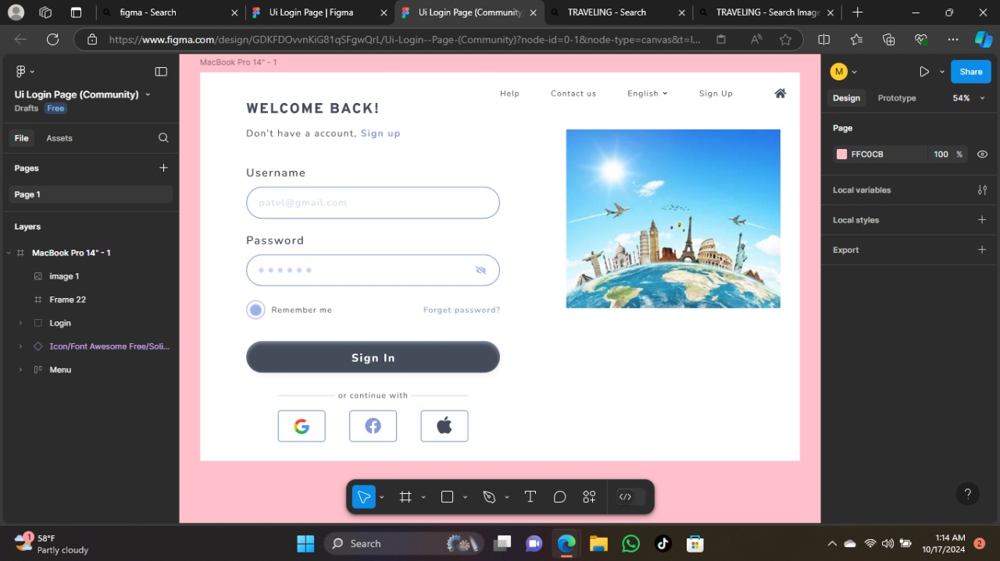 figma - Search
Ui Login Page | Figma
Ui Login Page (Community
TRAVELING - Search
TRAVELING - Search Imag
https://www.figma.com/design/GDKFDOvvnKiG81qSFgwQrL/Ui-Login--Page-(Community)?node-id=0-1&node-type=canvas&t=l...
Ui Login Page (Community)
Drafts Free
File Assets
Pages
Page 1
Layers
MacBook Pro 14" - 1
image 1
Frame 22
Login
Icon/Font Awesome Free/Soli...
Menu
MacBook Pro 14" - 1
Help Contact us English Sign Up
WELCOME BACK!
Don't have a account, Sign up
Username
patel@gmail.com
Password
Remember me Forget password?
Sign In
or continue with
M Share
Design Prototype 54%
Page
FFC0CB 100 %
Local variables
Local styles
Export
?
1
58°F
Partly cloudy
Search
1:14 AM
10/17/2024
2